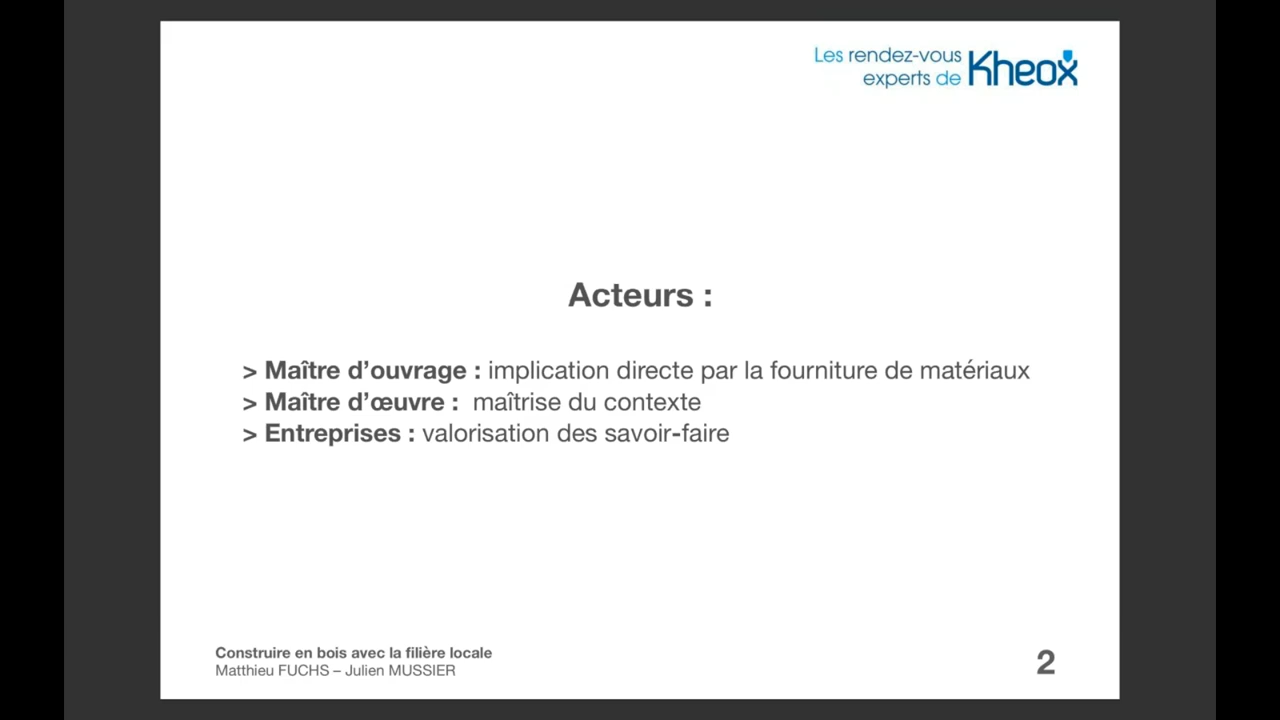 Les rendez-vous
experts de Kheox
Acteurs :
> Maître d’ouvrage : implication directe par la fourniture de matériaux
> Maître d’œuvre : maîtrise du contexte
> Entreprises : valorisation des savoir-faire
Construire en bois avec la filière locale
Matthieu FUCHS – Julien MUSSIER
2